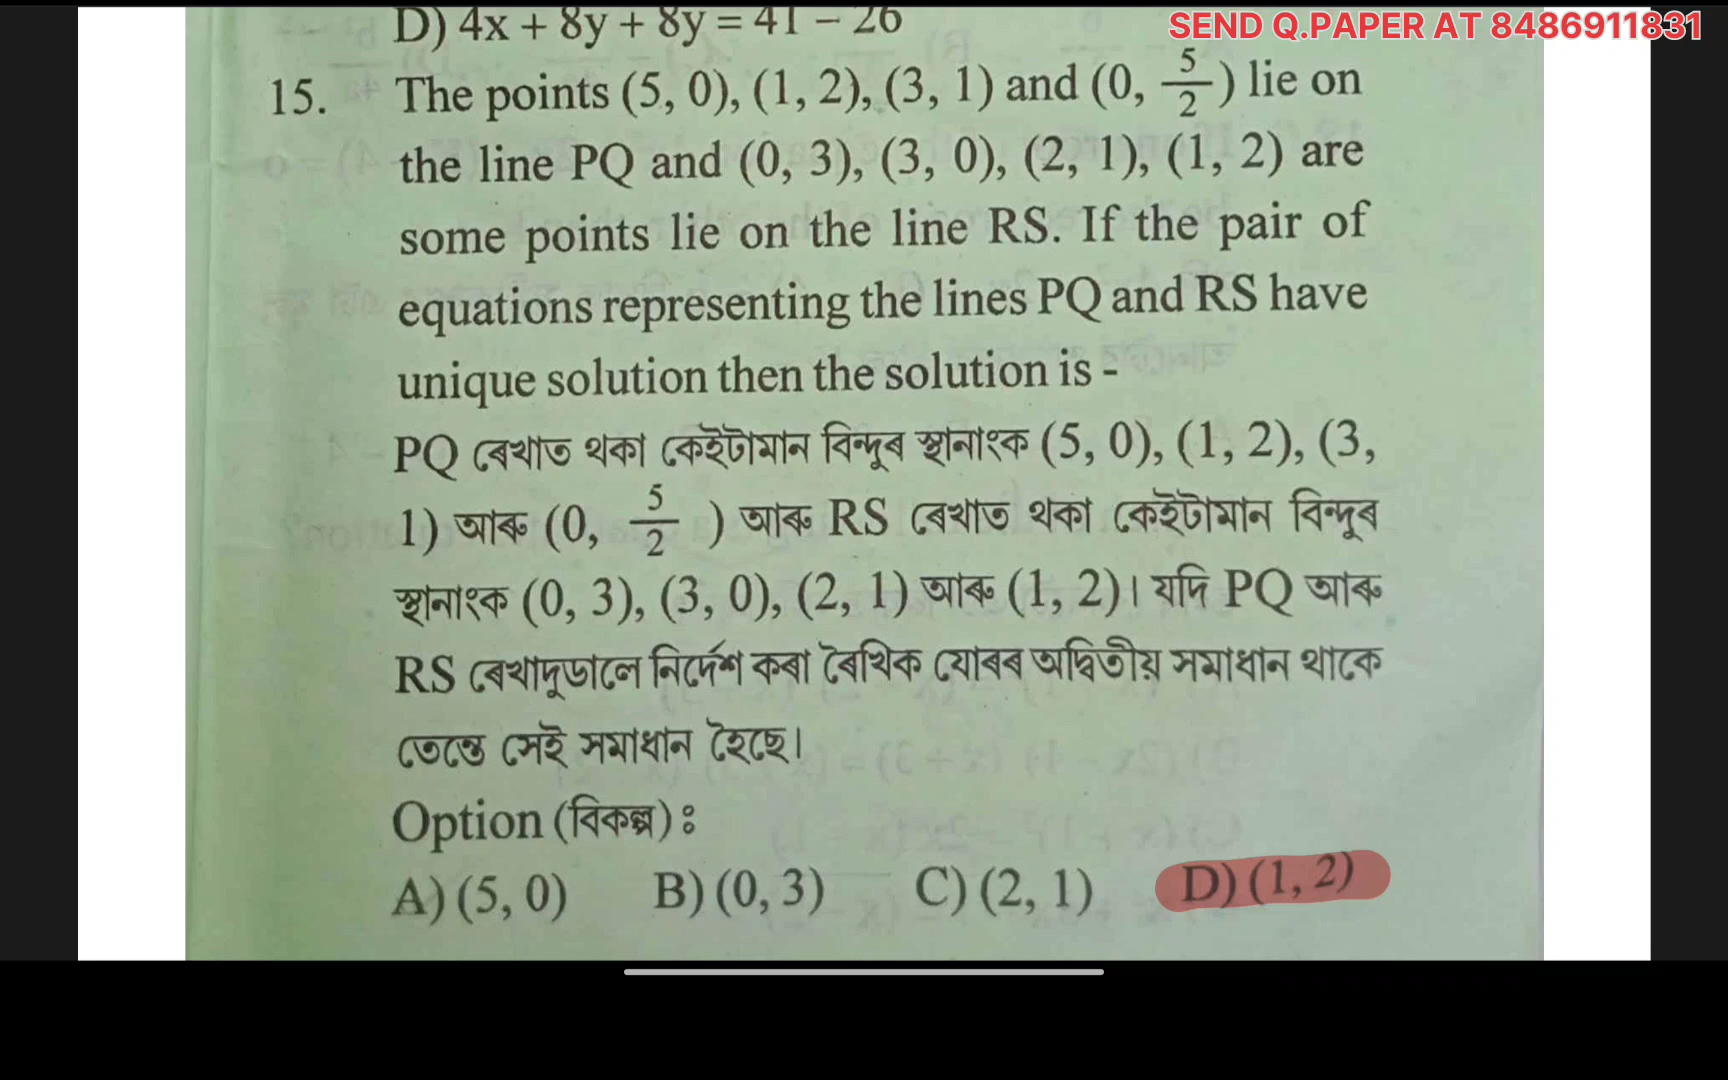 SEND Q.PAPER AT 8486911831
D) 4x + 8y + 8y = 41 – 26
15. The points (5, 0), (1, 2), (3, 1) and (0, 5/2) lie on
the line PQ and (0, 3), (3, 0), (2, 1), (1, 2) are
some points lie on the line RS. If the pair of
equations representing the lines PQ and RS have
unique solution then the solution is -
PQ ৰেখাত থকা কেইটামান বিন্দুৰ স্থানাংক (5, 0), (1, 2), (3,
1) আৰু (0, 5/2 ) আৰু RS ৰেখাত থকা কেইটামান বিন্দুৰ
স্থানাংক (0, 3), (3, 0), (2, 1) আৰু (1, 2)। যদি PQ আৰু
RS ৰেখাদুডালে নিৰ্দেশ কৰা ৰৈখিক যোৰৰ অদ্বিতীয় সমাধান থাকে
তেন্তে সেই সমাধান হৈছে।
Option (বিকল্প) ঃ
A) (5, 0) B) (0, 3) C) (2, 1) D) (1, 2)